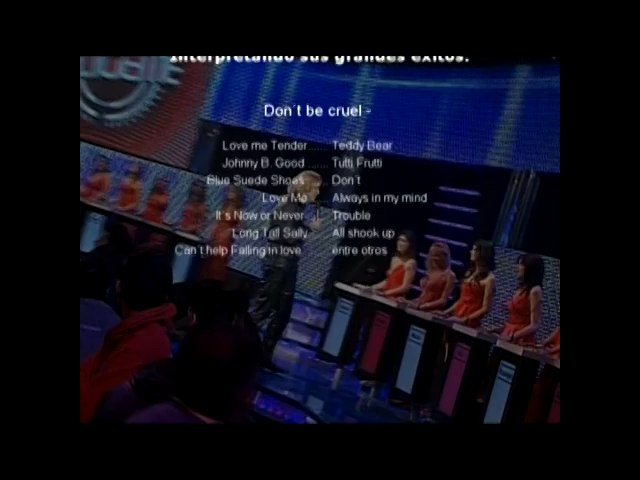 Interpretando sus grandes éxitos.
Don´t be cruel -
Love me Tender ...... Teddy Bear
Johnny B. Good ...... Tutti Frutti
Blue Suede Shoes ...... Don´t
Love Me ...... Always in my mind
It´s Now or Never ...... Trouble
Long Tall Sally ...... All shook up
Can´t help Falling in love ...... entre otros